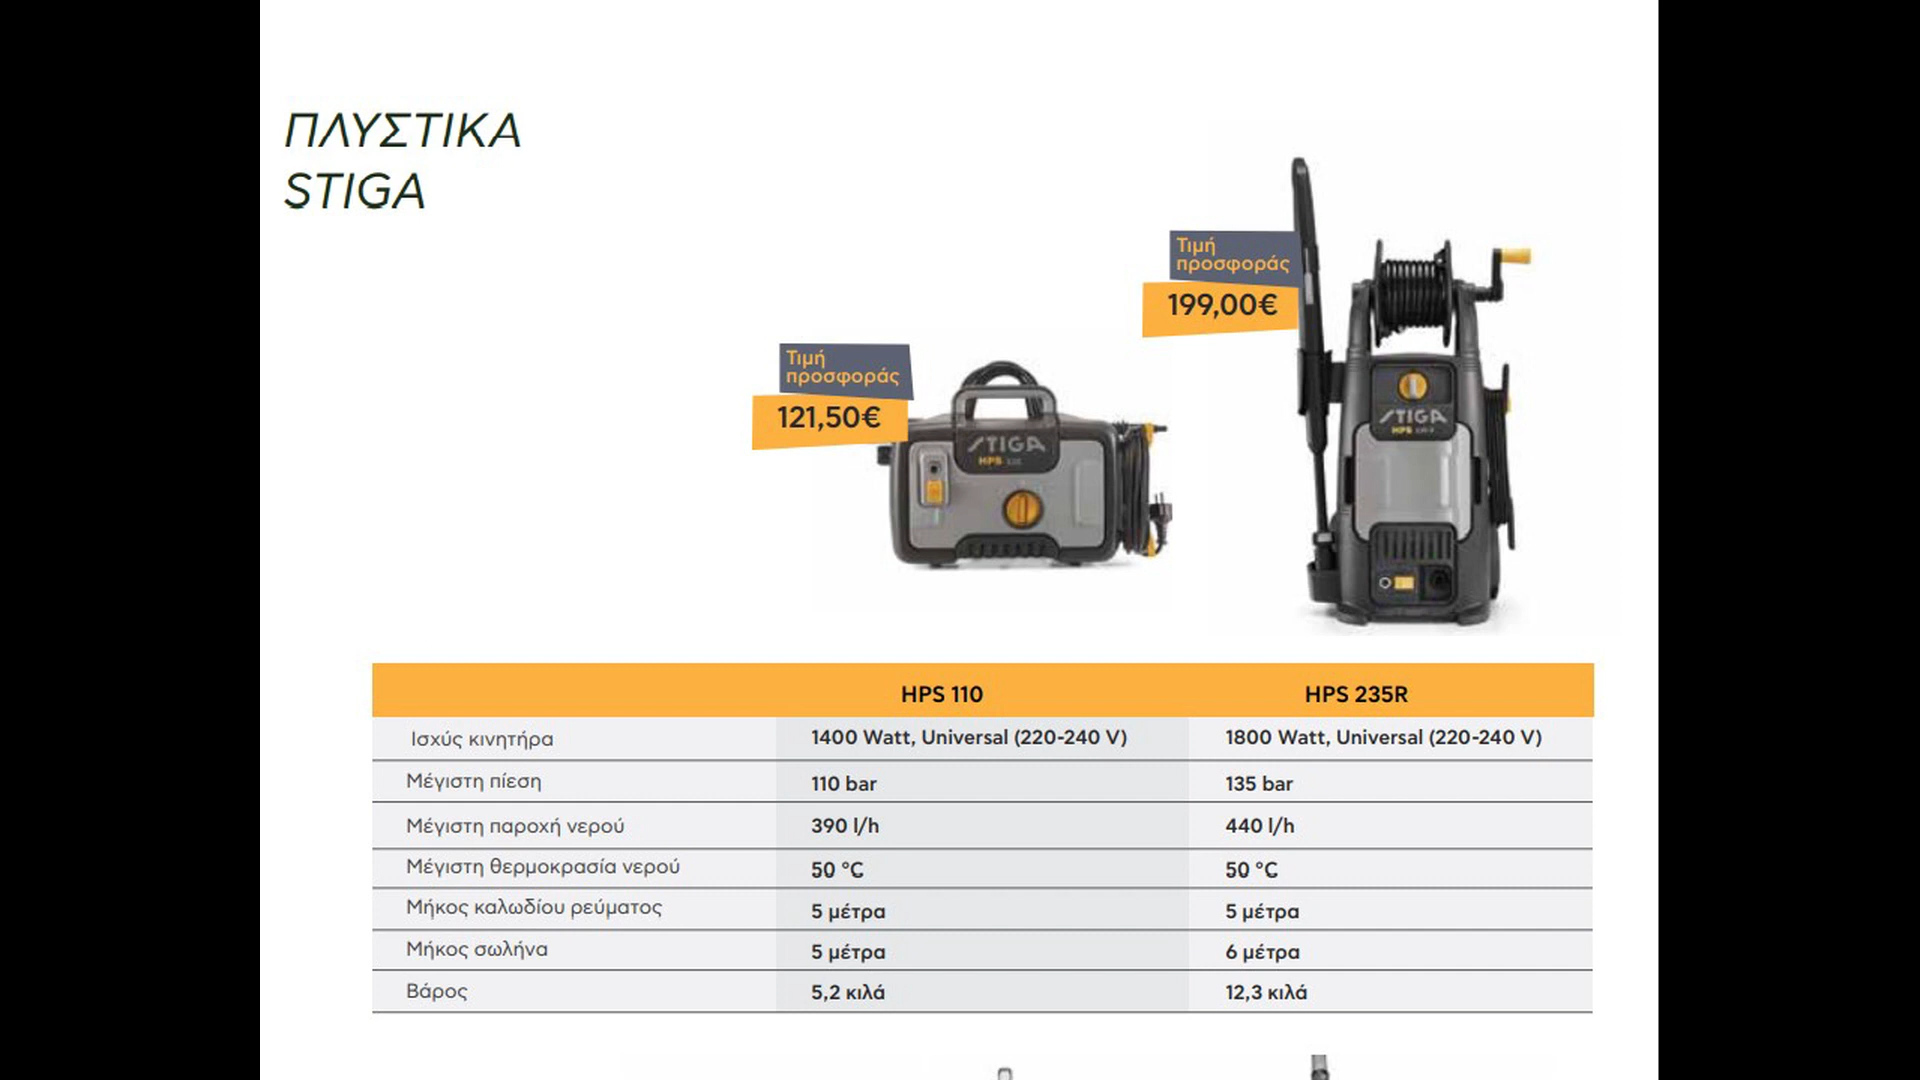 ΠΛΥΣΤΙΚΑ
STIGA
Τιμή
προσφοράς
199,00€
Τιμή
προσφοράς
121,50€
STIGA
HPS
STIGA
HPS
HPS 110 HPS 235R
Ισχύς κινητήρα 1400 Watt, Universal (220-240 V) 1800 Watt, Universal (220-240 V)
Μέγιστη πίεση 110 bar 135 bar
Μέγιστη παροχή νερού 390 l/h 440 l/h
Μέγιστη θερμοκρασία νερού 50 °C 50 °C
Μήκος καλωδίου ρεύματος 5 μέτρα 5 μέτρα
Μήκος σωλήνα 5 μέτρα 6 μέτρα
Βάρος 5,2 κιλά 12,3 κιλά